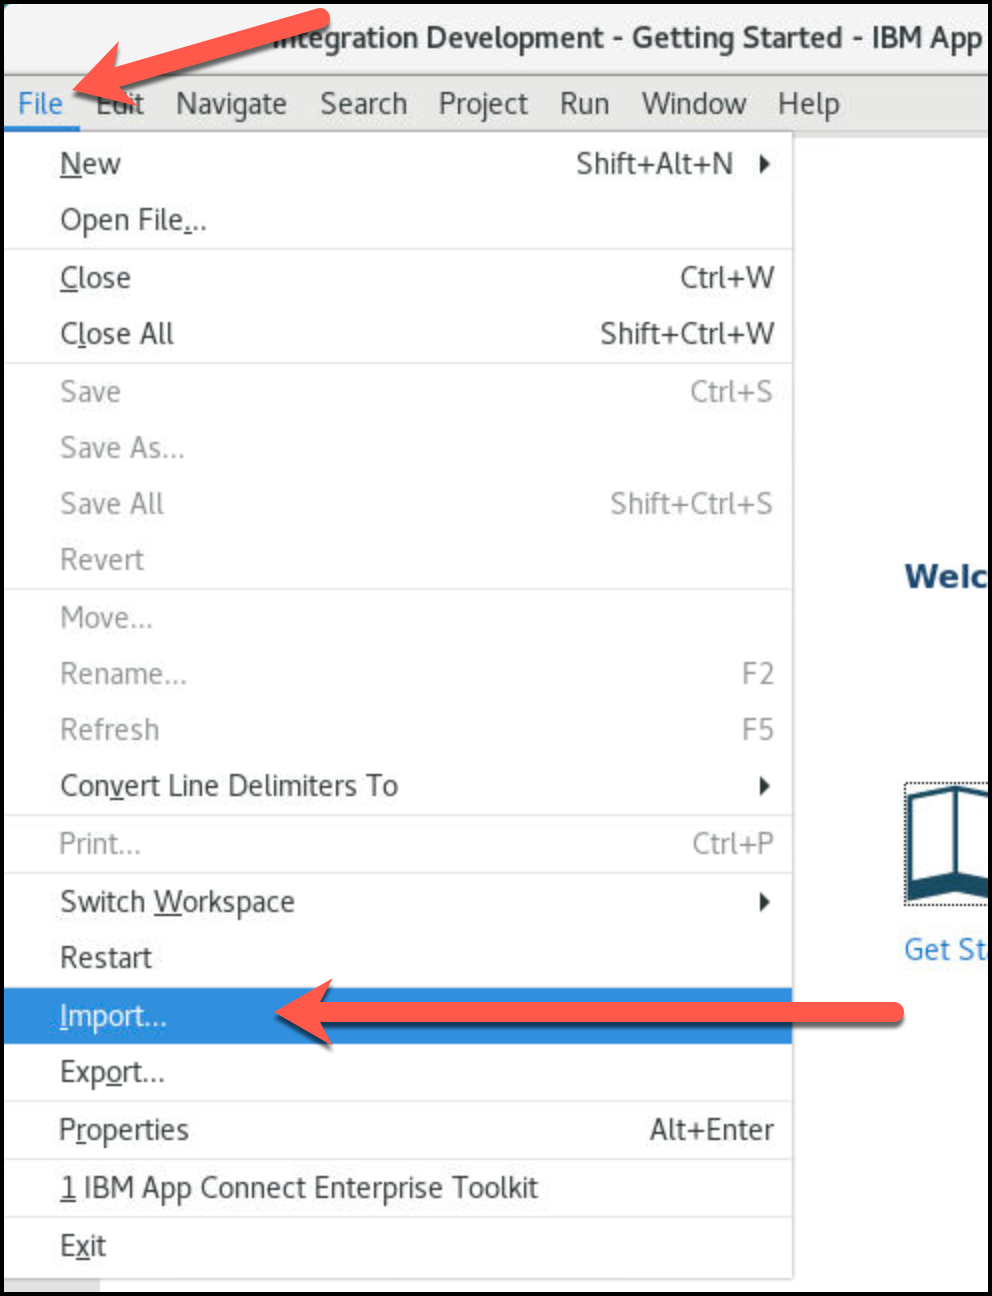 Integration Development - Getting Started - IBM App
File Edit Navigate Search Project Run Window Help
New Shift+Alt+N
Open File...
Close Ctrl+W
Close All Shift+Ctrl+W
Save Ctrl+S
Save As...
Save All Shift+Ctrl+S
Revert
Move...
Rename... F2
Refresh F5
Convert Line Delimiters To
Print... Ctrl+P
Switch Workspace
Restart
Import...
Export...
Properties Alt+Enter
1 IBM App Connect Enterprise Toolkit
Exit
Welc
Get Sta